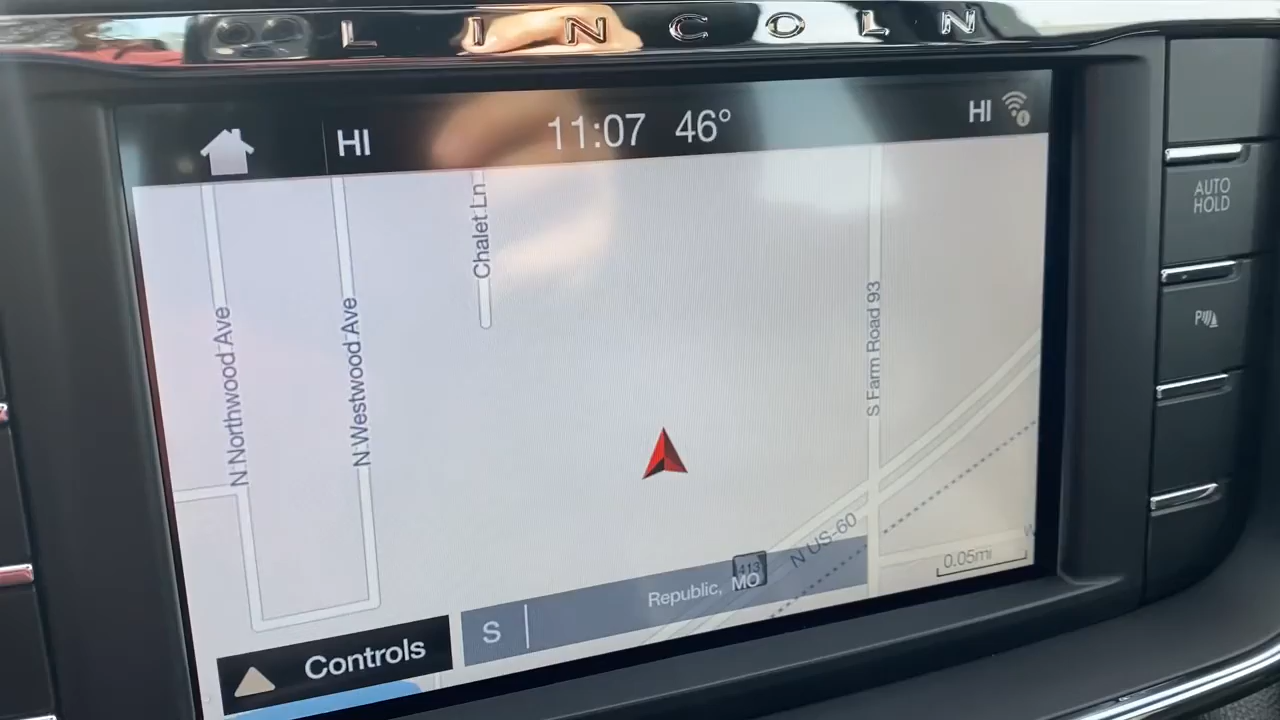 LINCOLN
HI 11:07 46° HI
AUTO
HOLD
Chalet Ln
N Northwood Ave
N Westwood Ave
S Farm Road 93
N US-60
413
0.05mi
Republic, MO
S
Controls